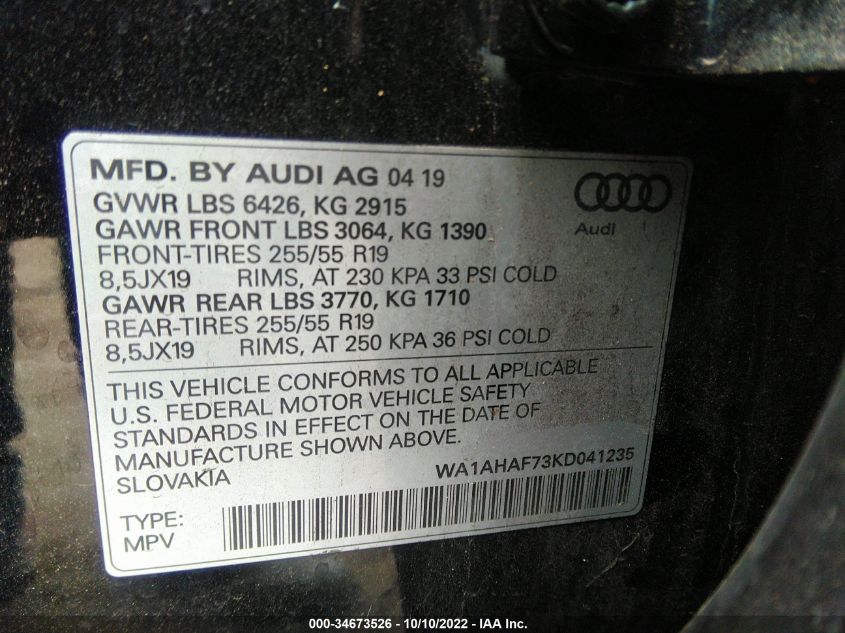 MFD. BY AUDI AG 04 19
GVWR LBS 6426, KG 2915
GAWR FRONT LBS 3064, KG 1390
FRONT-TIRES 255/55 R19
8,5JX19 RIMS, AT 230 KPA 33 PSI COLD
GAWR REAR LBS 3770, KG 1710
REAR-TIRES 255/55 R19
8,5JX19 RIMS, AT 250 KPA 36 PSI COLD
Audi
THIS VEHICLE CONFORMS TO ALL APPLICABLE
U.S. FEDERAL MOTOR VEHICLE SAFETY
STANDARDS IN EFFECT ON THE DATE OF
MANUFACTURE SHOWN ABOVE.
SLOVAKIA
WA1AHAF73KD041235
TYPE:
MPV
000-34673526 - 10/10/2022 - IAA Inc.